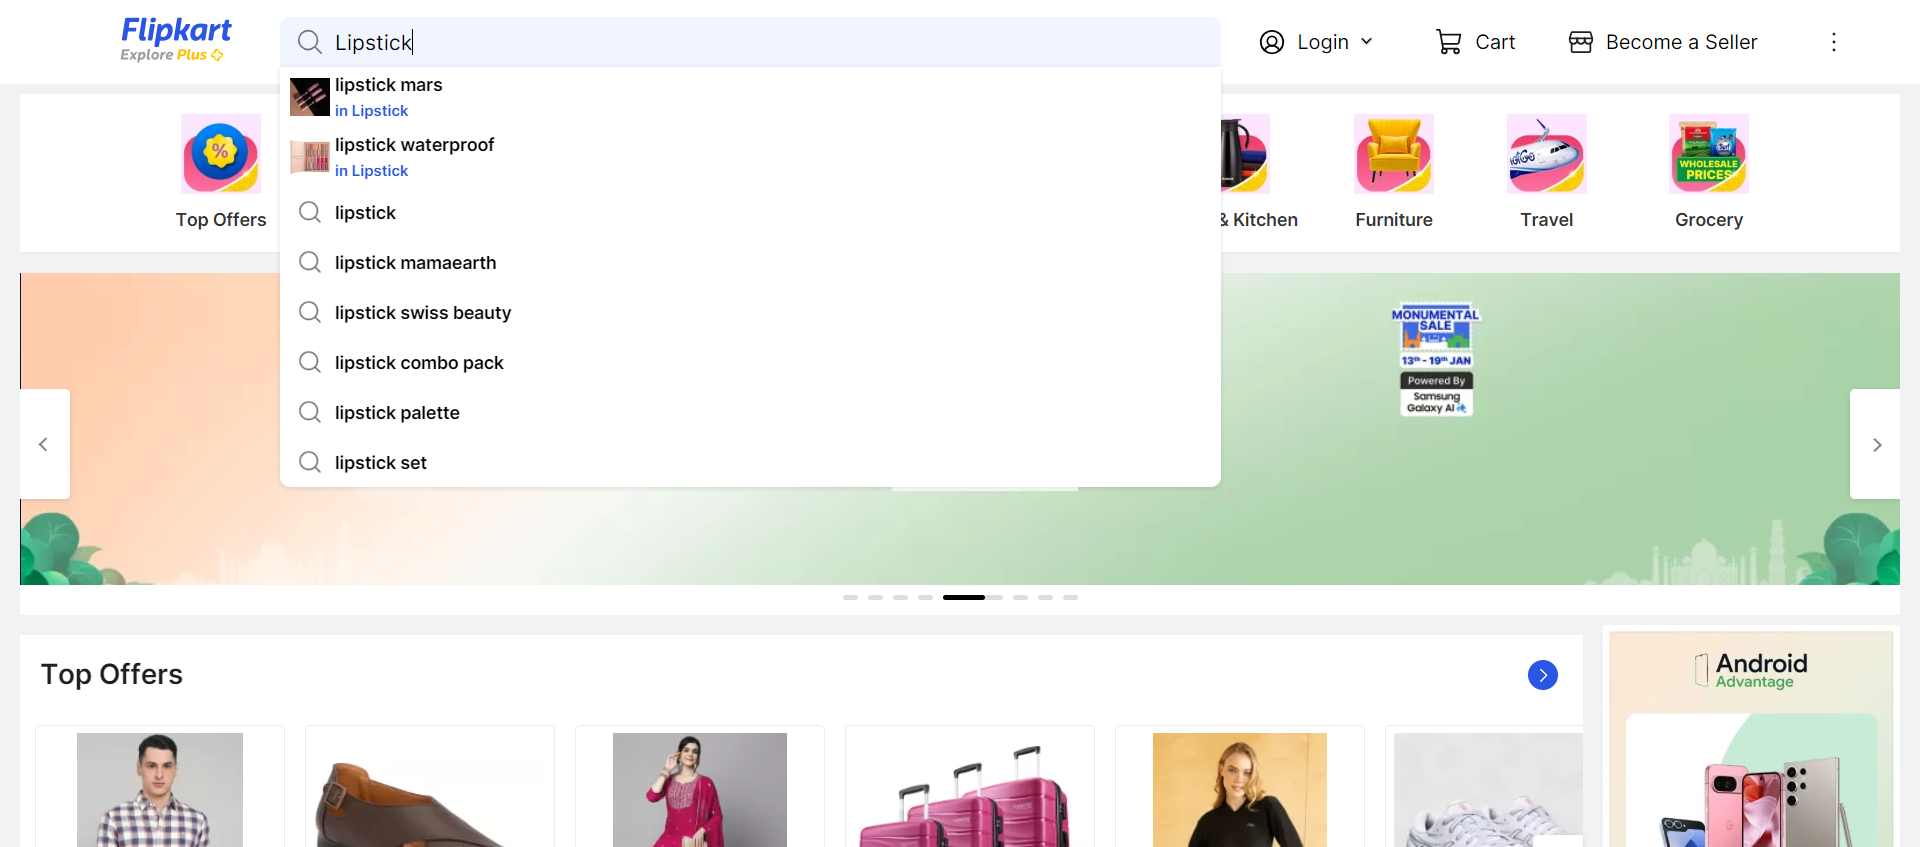 Flipkart
Explore Plus
Lipstick
Login
Cart
Become a Seller
lipstick mars
in Lipstick
lipstick waterproof
in Lipstick
lipstick
lipstick mamaearth
lipstick swiss beauty
lipstick combo pack
lipstick palette
lipstick set
%
Top Offers
& Kitchen
Furniture
IndiGo
Travel
WHOLESALE
PRICES
Grocery
MONUMENTAL
SALE
13th - 19th JAN
Powered By
Samsung
Galaxy AI
Top Offers
Android
Advantage